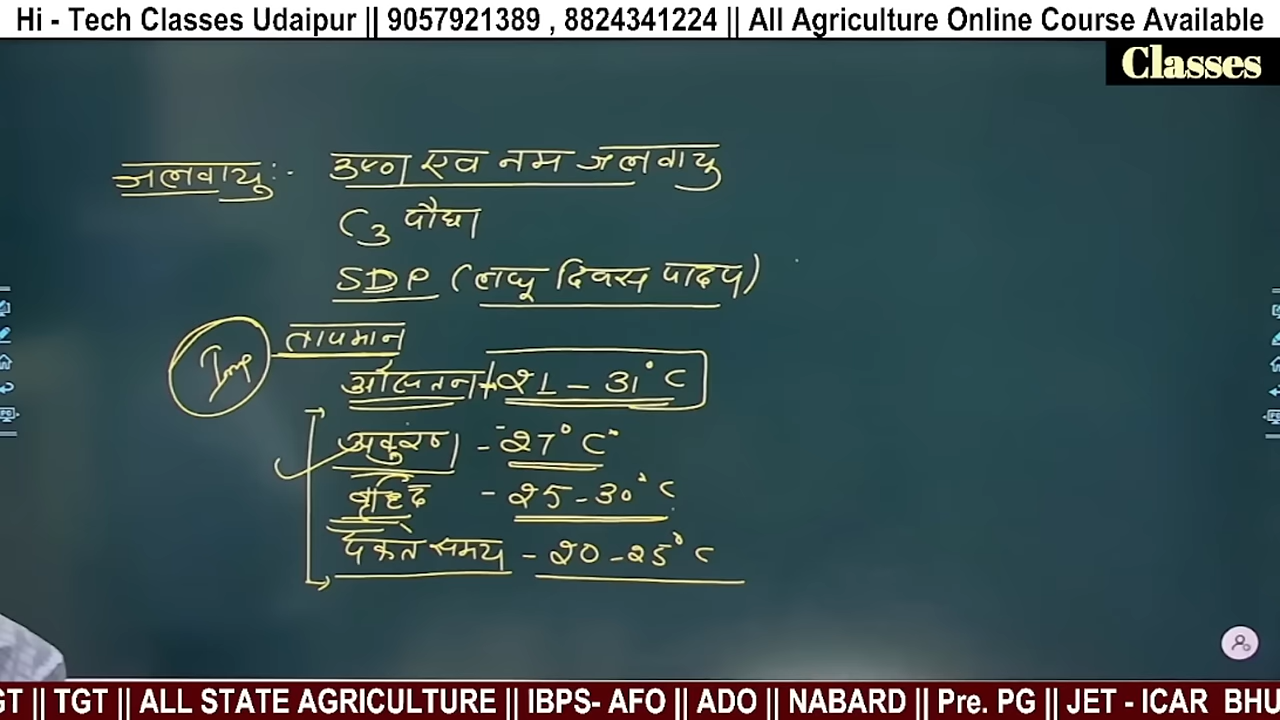 Hi - Tech Classes Udaipur || 9057921389 , 8824341224 || All Agriculture Online Course Available
Classes
जलवायु :- उष्ण एव नम जलवायु
C3 पौधा
SDP (लघु दिवस पादप)
Imp तापमान
औसतन - 21 - 31°C
अकुरण - 27°C
वृद्दि - 25 - 30°C
पकते समय - 20 - 25°C
GT || TGT || ALL STATE AGRICULTURE || IBPS- AFO || ADO || NABARD || Pre. PG || JET - ICAR BHU